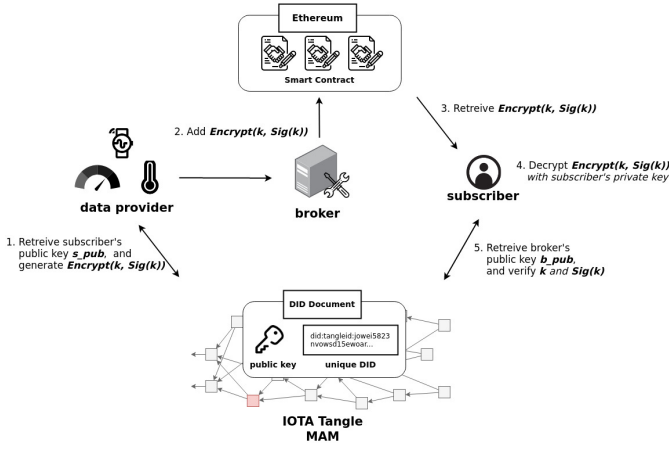 Ethereum
Smart Contract
2. Add Encrypt(k, Sig(k))
3. Retreive Encrypt(k, Sig(k))
4. Decrypt Encrypt(k, Sig(k))
with subscriber's private key
data provider
broker
subscriber
1. Retreive subscriber's
public key s_pub, and
generate Encrypt(k, Sig(k))
5. Retreive broker's
public key b_pub,
and verify k and Sig(k)
DID Document
did:tangleid:jowei5823
nvowsd15ewoar...
public key
unique DID
IOTA Tangle
MAM